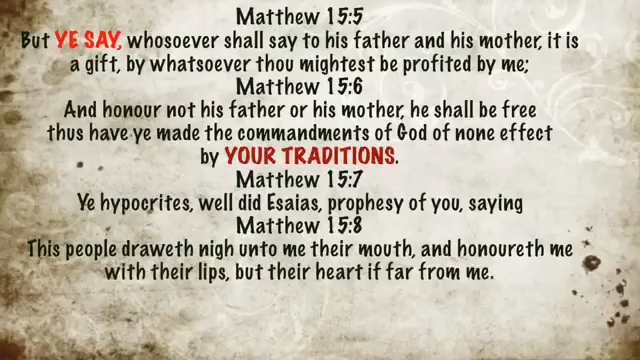 Matthew 15:5
But YE SAY, whosoever shall say to his father and his mother, it is
a gift, by whatsoever thou mightest be profited by me;
Matthew 15:6
And honour not his father or his mother, he shall be free
thus have ye made the commandments of God of none effect
by YOUR TRADITIONS.
Matthew 15:7
Ye hypocrites, well did Esaias, prophesy of you, saying
Matthew 15:8
This people draweth nigh unto me their mouth, and honoureth me
with their lips, but their heart if far from me.